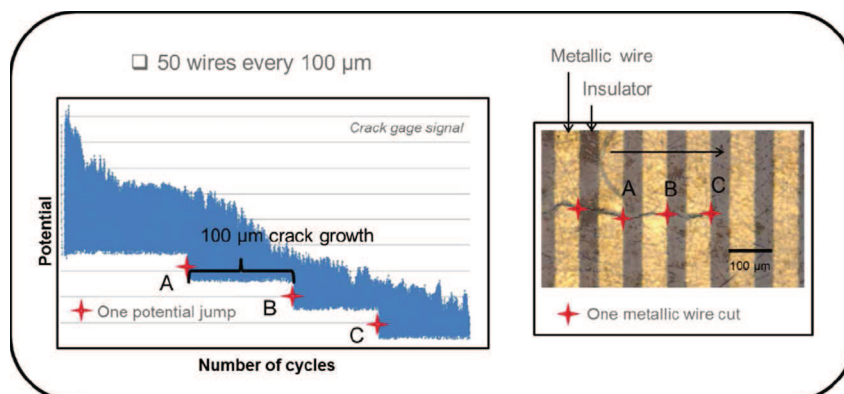 ❑ 50 wires every 100 µm
Crack gage signal
Potential
100 µm crack growth
A
B
C
One potential jump
Number of cycles
Metallic wire
Insulator
A
B
C
100 µm
One metallic wire cut